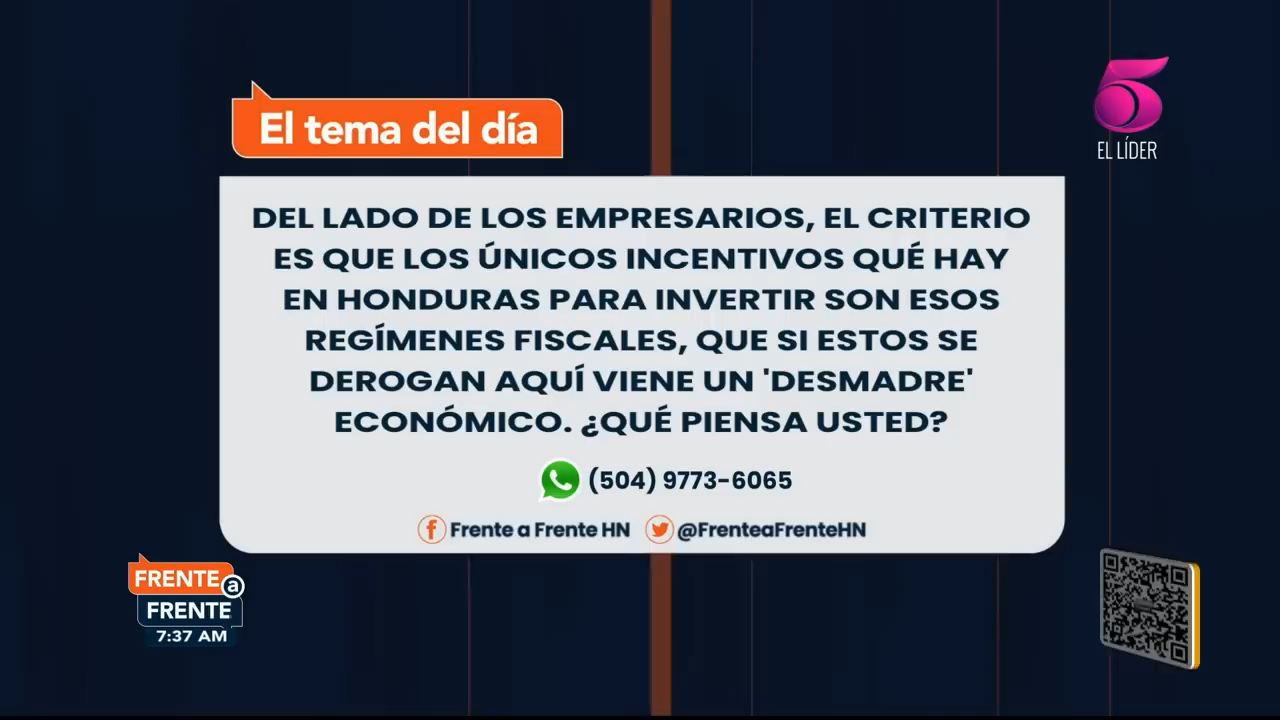 El tema del día
5
EL LÍDER
DEL LADO DE LOS EMPRESARIOS, EL CRITERIO
ES QUE LOS ÚNICOS INCENTIVOS QUÉ HAY
EN HONDURAS PARA INVERTIR SON ESOS
REGÍMENES FISCALES, QUE SI ESTOS SE
DEROGAN AQUÍ VIENE UN 'DESMADRE'
ECONÓMICO. ¿QUÉ PIENSA USTED?
(504) 9773-6065
Frente a Frente HN @FrenteaFrenteHN
FRENTE a
FRENTE
7:37 AM